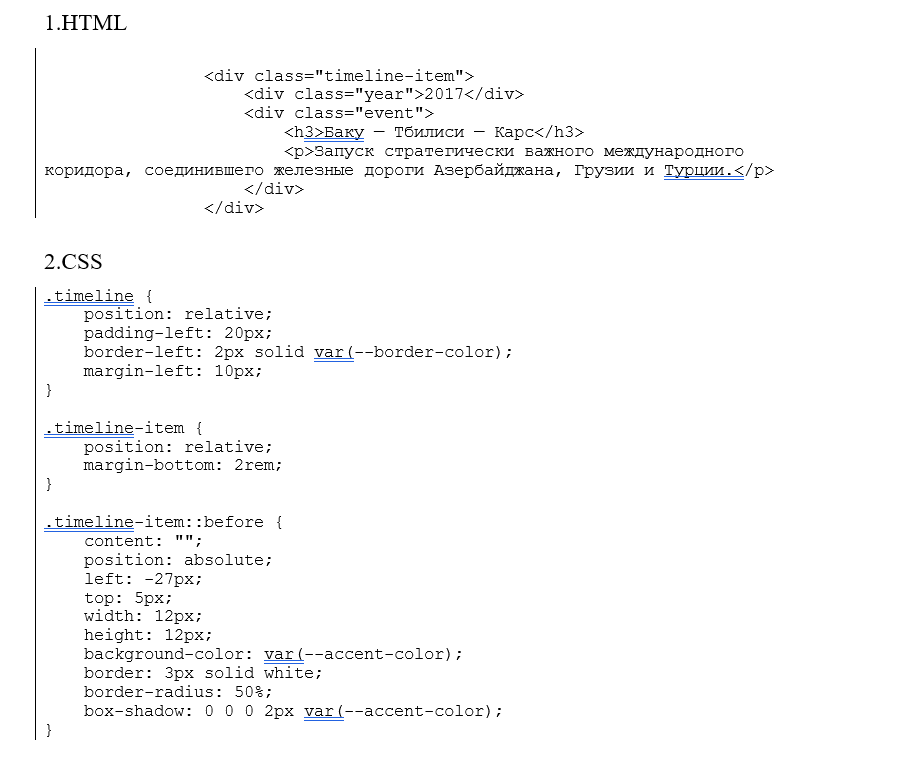 1.HTML
<div class="timeline-item">
<div class="year">2017</div>
<div class="event">
<h3>Баку — Тбилиси — Карс</h3>
<p>Запуск стратегически важного международного
коридора, соединившего железные дороги Азербайджана, Грузии и Турции.</p>
</div>
</div>
2.CSS
.timeline {
position: relative;
padding-left: 20px;
border-left: 2px solid var(--border-color);
margin-left: 10px;
}
.timeline-item {
position: relative;
margin-bottom: 2rem;
}
.timeline-item::before {
content: "";
position: absolute;
left: -27px;
top: 5px;
width: 12px;
height: 12px;
background-color: var(--accent-color);
border: 3px solid white;
border-radius: 50%;
box-shadow: 0 0 0 2px var(--accent-color);
}